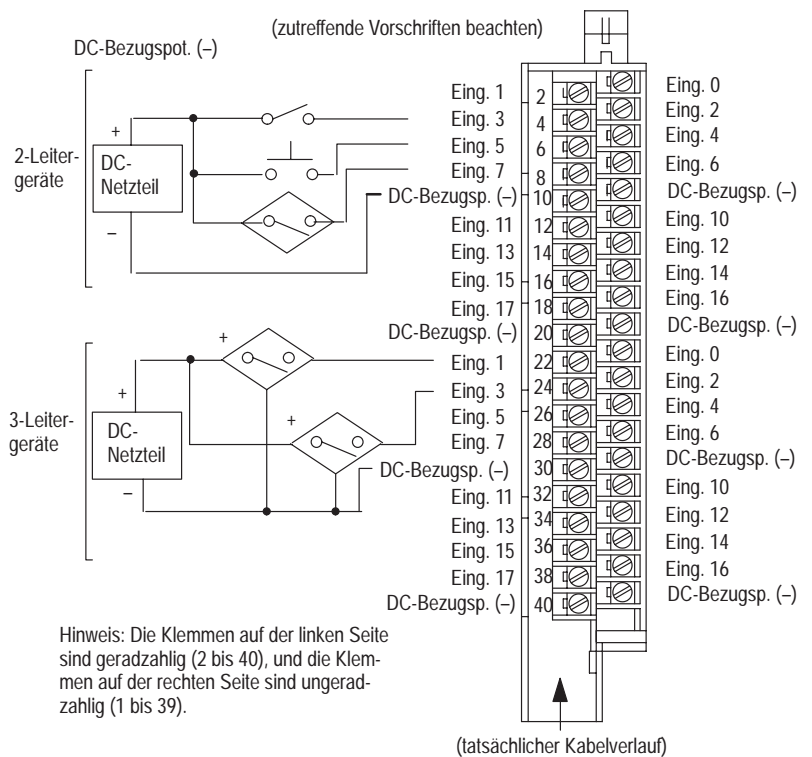 (zutreffende Vorschriften beachten)
DC-Bezugspot. (–)
2-Leiter-
geräte
+
DC-
Netzteil
–
Eing. 1
Eing. 3
Eing. 5
Eing. 7
DC-Bezugsp. (–)
Eing. 11
Eing. 13
Eing. 15
Eing. 17
DC-Bezugsp. (–)
3-Leiter-
geräte
+
DC-
Netzteil
–
+
+
Eing. 1
Eing. 3
Eing. 5
Eing. 7
DC-Bezugsp. (–)
Eing. 11
Eing. 13
Eing. 15
Eing. 17
DC-Bezugsp. (–)
2
4
6
8
10
12
14
16
18
20
22
24
26
28
30
32
34
36
38
40
Eing. 0
Eing. 2
Eing. 4
Eing. 6
DC-Bezugsp. (–)
Eing. 10
Eing. 12
Eing. 14
Eing. 16
DC-Bezugsp. (–)
Eing. 0
Eing. 2
Eing. 4
Eing. 6
DC-Bezugsp. (–)
Eing. 10
Eing. 12
Eing. 14
Eing. 16
DC-Bezugsp. (–)
Hinweis: Die Klemmen auf der linken Seite
sind geradzahlig (2 bis 40), und die Klem-
men auf der rechten Seite sind ungerad-
zahlig (1 bis 39).
(tatsächlicher Kabelverlauf)